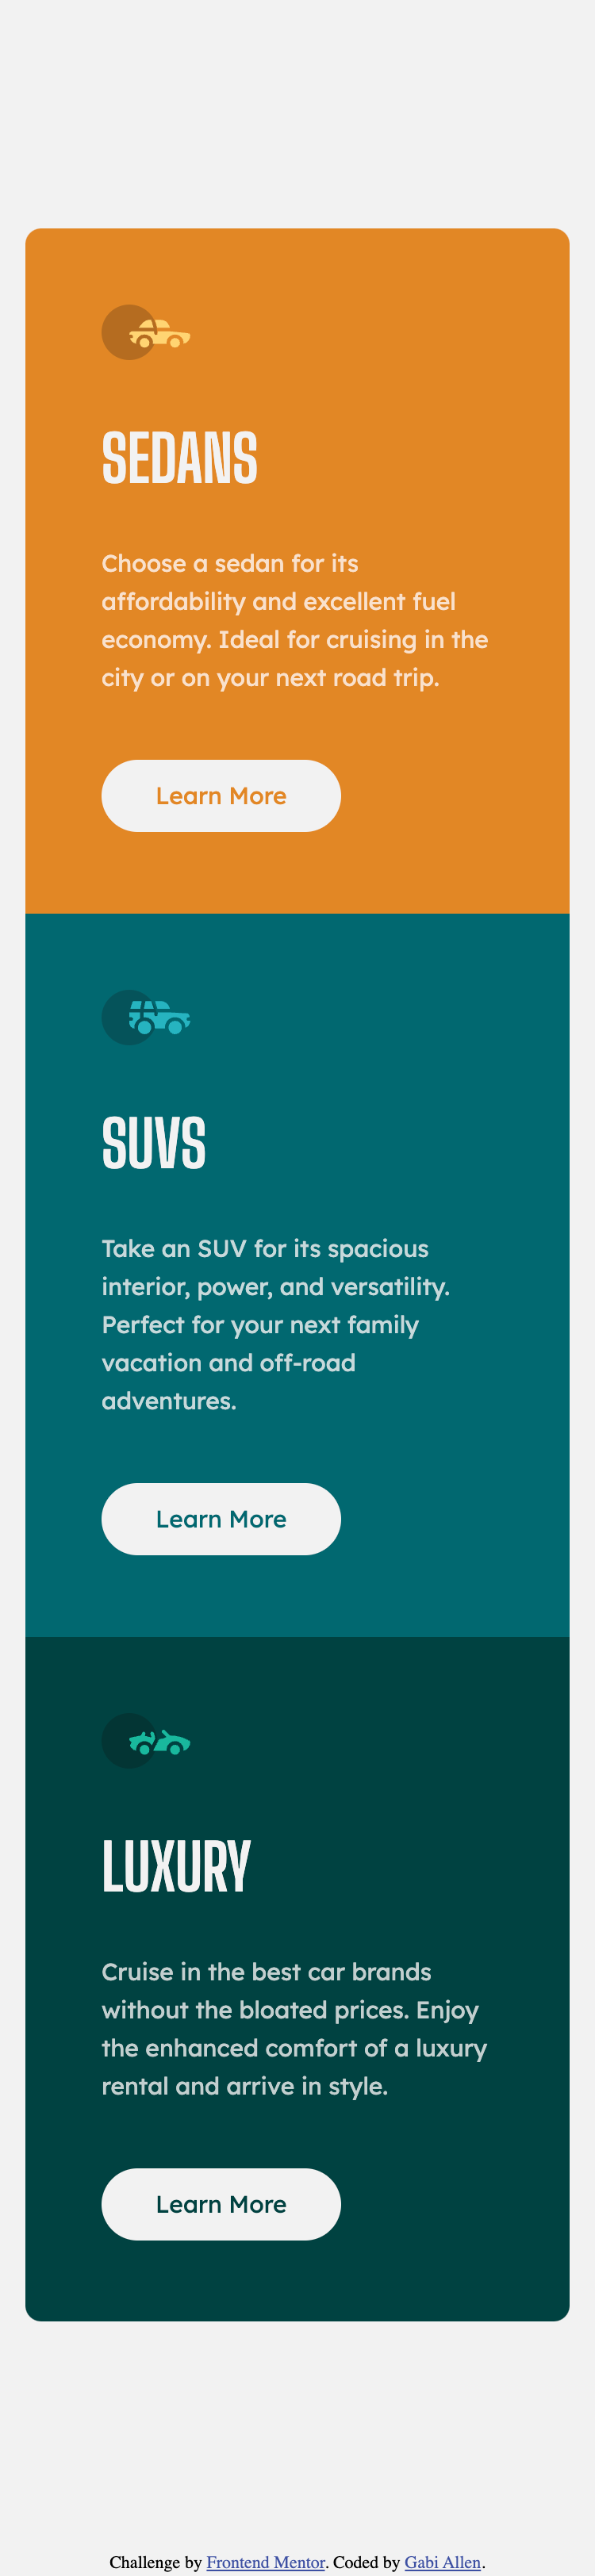 SEDANS
Choose a sedan for its
affordability and excellent fuel
economy. Ideal for cruising in the
city or on your next road trip.
Learn More
SUVS
Take an SUV for its spacious
interior, power, and versatility.
Perfect for your next family
vacation and off-road
adventures.
Learn More
LUXURY
Cruise in the best car brands
without the bloated prices. Enjoy
the enhanced comfort of a luxury
rental and arrive in style.
Learn More
Challenge by Frontend Mentor. Coded by Gabi Allen.